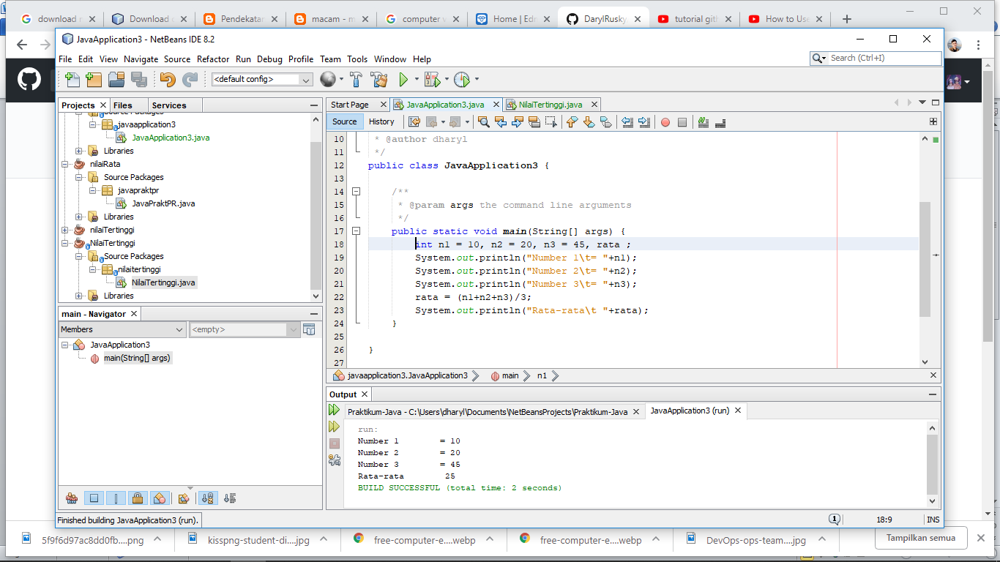 download n
Download c
Pendekatar
macam - m
computer v
Home | Edn
DarylRusky
tutorial gitl
How to Use
JavaApplication3 - NetBeans IDE 8.2
File Edit View Navigate Source Refactor Run Debug Profile Team Tools Window Help
Search (Ctrl+I)
<default config>
Projects Files Services
Source Packages
javaapplication3
JavaApplication3.java
Libraries
nilaiRata
Source Packages
javapraktpr
JavaPraktPR.java
Libraries
nilaiTertinggi
NilaiTertinggi
Source Packages
nilaitertinggi
NilaiTertinggi.java
Libraries
main - Navigator
Members <empty>
JavaApplication3
main(String[] args)
Start Page JavaApplication3.java NilaiTertinggi.java
Source History
10 * @author dharyl
11 */
12 public class JavaApplication3 {
13
14 /**
15 * @param args the command line arguments
16 */
17 public static void main(String[] args) {
18 int n1 = 10, n2 = 20, n3 = 45, rata ;
19 System.out.println("Number 1\t= "+n1);
20 System.out.println("Number 2\t= "+n2);
21 System.out.println("Number 3\t= "+n3);
22 rata = (n1+n2+n3)/3;
23 System.out.println("Rata-rata\t "+rata);
24 }
25
26 }
27
javaapplication3.JavaApplication3 main n1
Output
Praktikum-Java - C:\Users\dharyl\Documents\NetBeansProjects\Praktikum-Java JavaApplication3 (run)
run:
Number 1 = 10
Number 2 = 20
Number 3 = 45
Rata-rata 25
BUILD SUCCESSFUL (total time: 2 seconds)
Finished building JavaApplication3 (run).
1 18:9 INS
5f9f6d97ac8dd0fb....png
kisspng-student-di....jpg
free-computer-e....webp
free-computer-e....webp
DevOps-ops-team....jpg
Tampilkan semua